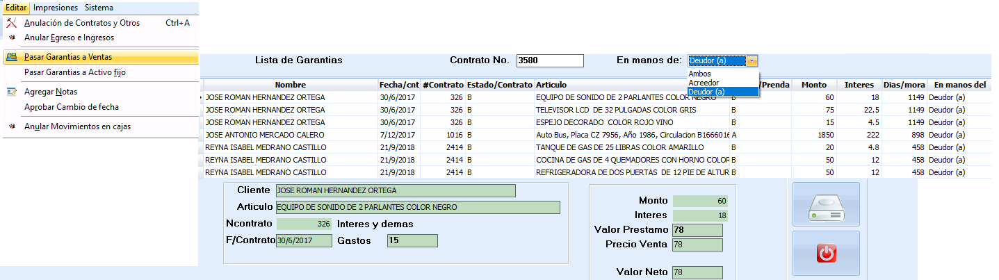 Editar Impresiones Sistema
Anulación de Contratos y Otros Ctrl+A
Anular Egreso e Ingresos
Pasar Garantias a Ventas
Pasar Garantias a Activo fijo
Agregar Notas
Aprobar Cambio de fecha
Anular Movimientos en cajas
Lista de Garantias Contrato No. 3580 En manos de: Deudor (a)
Ambos
Acreedor
Deudor (a)
Nombre Fecha/cnt #Contrato Estado/Contrato Articulo /Prenda Monto Interes Dias/mora En manos del
JOSE ROMAN HERNANDEZ ORTEGA 30/6/2017 326 B EQUIPO DE SONIDO DE 2 PARLANTES COLOR NEGRO B 60 18 1149 Deudor (a)
JOSE ROMAN HERNANDEZ ORTEGA 30/6/2017 326 B TELEVISOR LCD DE 32 PULGADAS COLOR GRIS B 75 22.5 1149 Deudor (a)
JOSE ROMAN HERNANDEZ ORTEGA 30/6/2017 326 B ESPEJO DECORADO COLOR ROJO VINO B 15 4.5 1149 Deudor (a)
JOSE ANTONIO MERCADO CALERO 7/12/2017 1016 B Auto Bus, Placa CZ 7956, Año 1986, Circulacion B1666016 A 1850 222 898 Deudor (a)
REYNA ISABEL MEDRANO CASTILLO 21/9/2018 2414 B TANQUE DE GAS DE 25 LIBRAS COLOR AMARILLO B 20 4.8 458 Deudor (a)
REYNA ISABEL MEDRANO CASTILLO 21/9/2018 2414 B COCINA DE GAS DE 4 QUEMADORES CON HORNO COLOR B 50 12 458 Deudor (a)
REYNA ISABEL MEDRANO CASTILLO 21/9/2018 2414 B REFRIGERADORA DE DOS PUERTAS DE 12 PIE DE ALTUR B 50 12 458 Deudor (a)
Cliente JOSE ROMAN HERNANDEZ ORTEGA
Articulo EQUIPO DE SONIDO DE 2 PARLANTES COLOR NEGRO
Ncontrato 326 Interes y demas
F/Contrato 30/6/2017 Gastos 15
Monto 60
Interes 18
Valor Prestamo 78
Precio Venta 78
Valor Neto 78